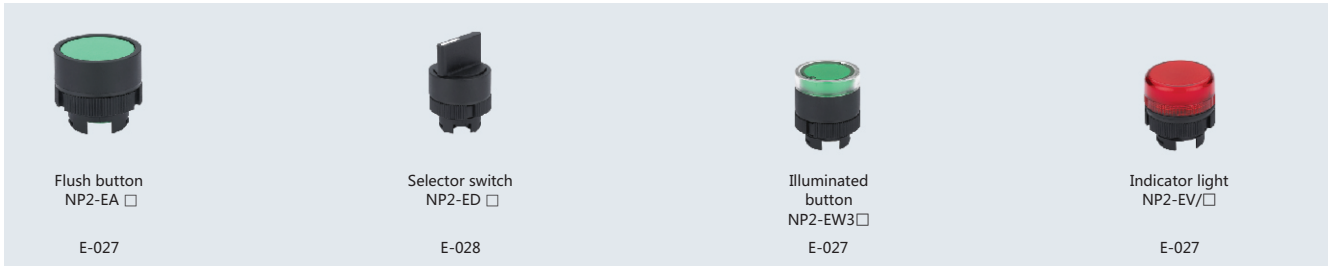 Flush button
NP2-EA □
E-027
Selector switch
NP2-ED □
E-028
Illuminated
button
NP2-EW3□
E-027
Indicator light
NP2-EV/□
E-027